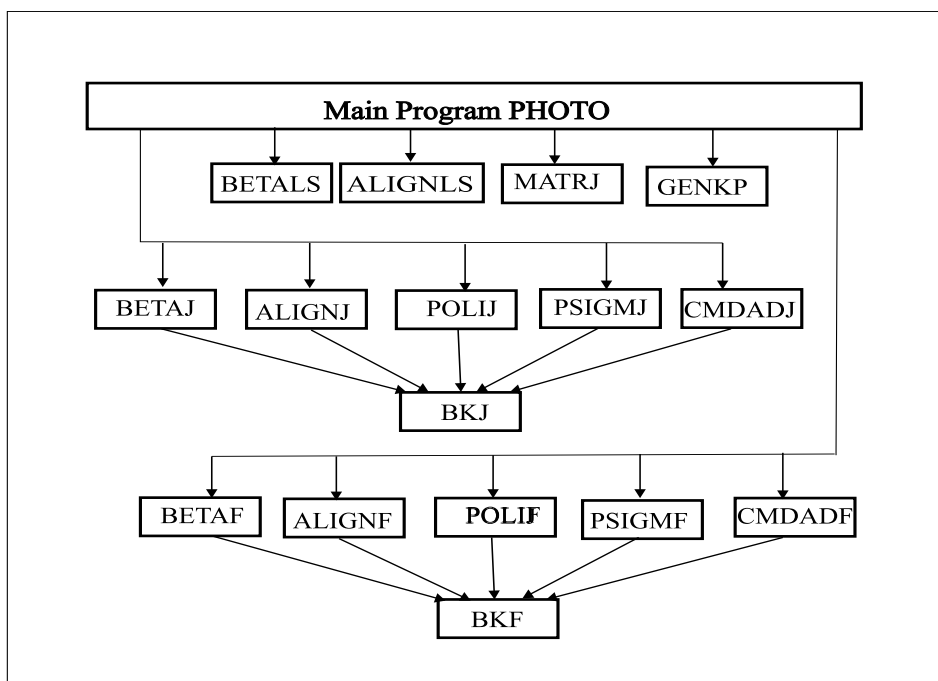 Main Program PHOTO
BETALS
ALIGNLS
MATRJ
GENKP
BETAJ
ALIGNJ
POLIJ
PSIGMJ
CMDADJ
BKJ
BETAF
ALIGNF
POLIF
PSIGMF
CMDADF
BKF